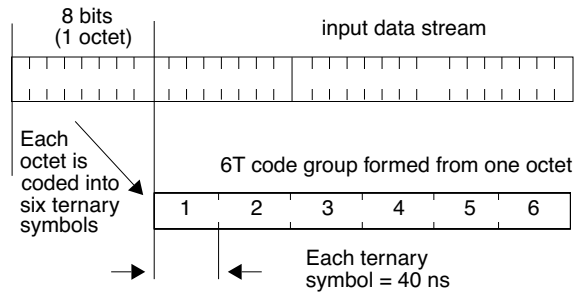 8 bits
(1 octet)
input data stream
Each
octet is
coded into
six ternary
symbols
6T code group formed from one octet
1 2 3 4 5 6
Each ternary
symbol = 40 ns